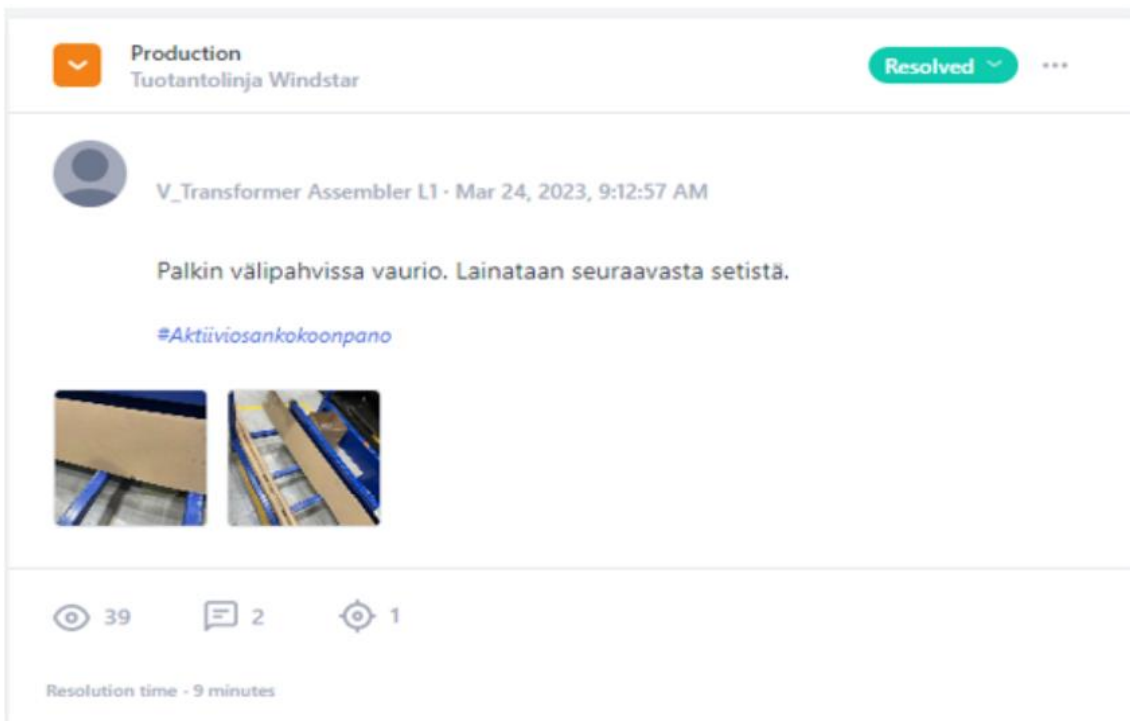 Production
Tuotantolinja Windstar
Resolved
V_Transformer Assembler L1 · Mar 24, 2023, 9:12:57 AM
Palkin välipahvissa vaurio. Lainataan seuraavasta setistä.
#Aktiiviosankokoonpano
39 2 1
Resolution time - 9 minutes